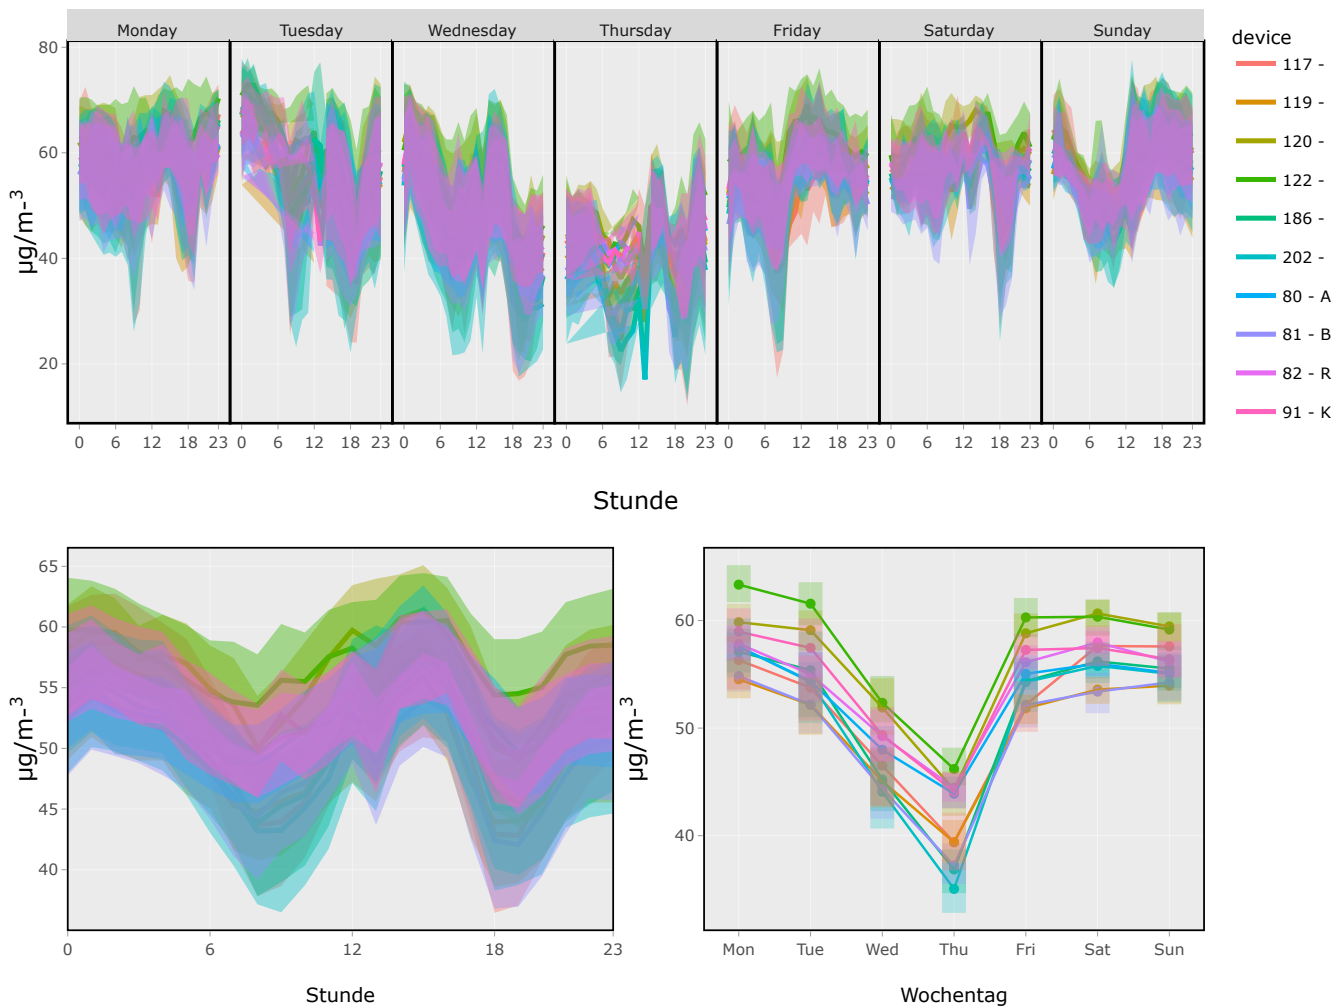 Monday Tuesday Wednesday Thursday Friday Saturday Sunday
device
117 -
119 -
120 -
122 -
186 -
202 -
80 - A
81 - B
82 - R
91 - K
80
60
40
20
µg/m-³
0 6 12 18 23 0 6 12 18 23 0 6 12 18 23 0 6 12 18 23 0 6 12 18 23 0 6 12 18 23 0 6 12 18 23
Stunde
65
60
55
50
45
40
µg/m-³
0 6 12 18 23
Stunde
60
50
40
µg/m-³
Mon Tue Wed Thu Fri Sat Sun
Wochentag